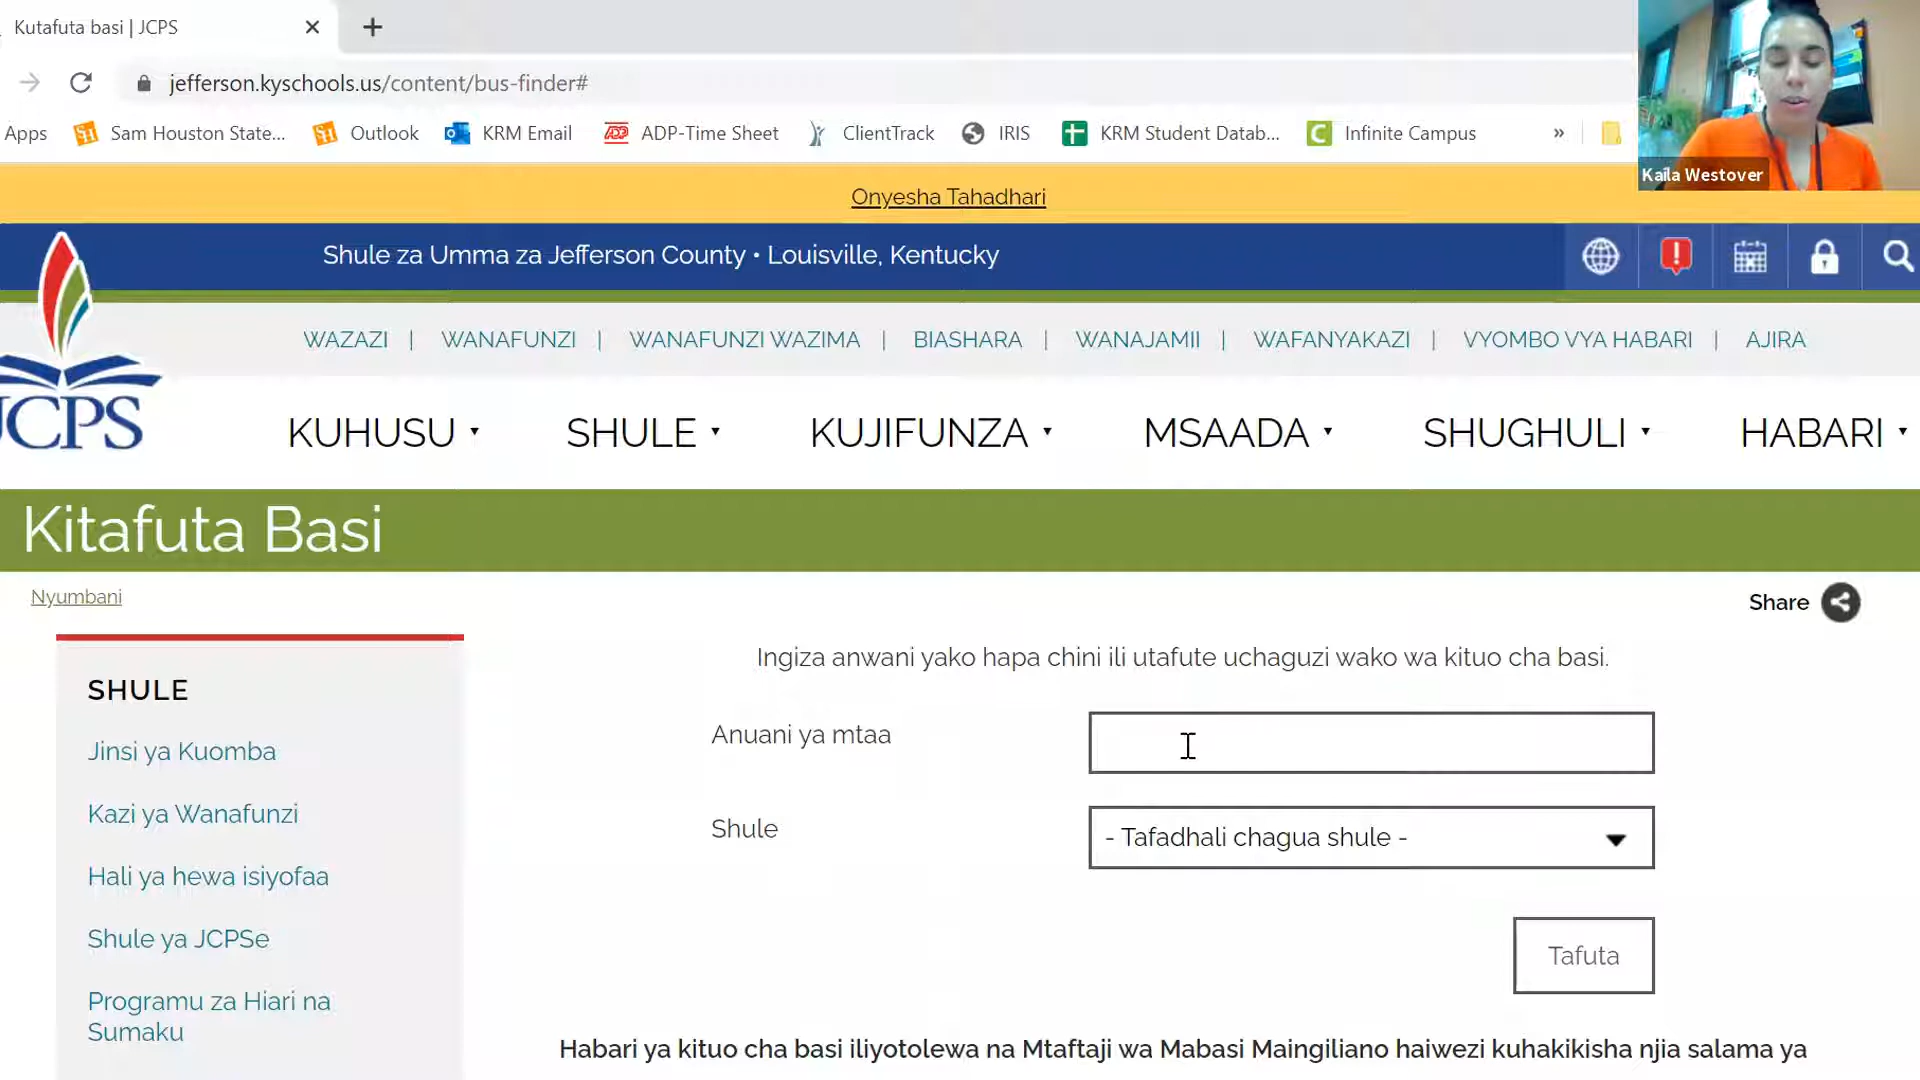 Kutafuta basi | JCPS
jefferson.kyschools.us/content/bus-finder#
Apps Sam Houston State... Outlook KRM Email ADP-Time Sheet ClientTrack IRIS KRM Student Datab... Infinite Campus »
Kaila Westover
Onyesha Tahadhari
Shule za Umma za Jefferson County • Louisville, Kentucky
WAZAZI | WANAFUNZI | WANAFUNZI WAZIMA | BIASHARA | WANAJAMII | WAFANYAKAZI | VYOMBO VYA HABARI | AJIRA
JCPS
KUHUSU SHULE KUJIFUNZA MSAADA SHUGHULI HABARI
Kitafuta Basi
Nyumbani
Share
Ingiza anwani yako hapa chini ili utafute uchaguzi wako wa kituo cha basi.
SHULE
Anuani ya mtaa
Jinsi ya Kuomba
Kazi ya Wanafunzi
Shule
- Tafadhali chagua shule -
Hali ya hewa isiyofaa
Shule ya JCPSe
Tafuta
Programu za Hiari na
Sumaku
Habari ya kituo cha basi iliyotolewa na Mtaftaji wa Mabasi Maingiliano haiwezi kuhakikisha njia salama ya